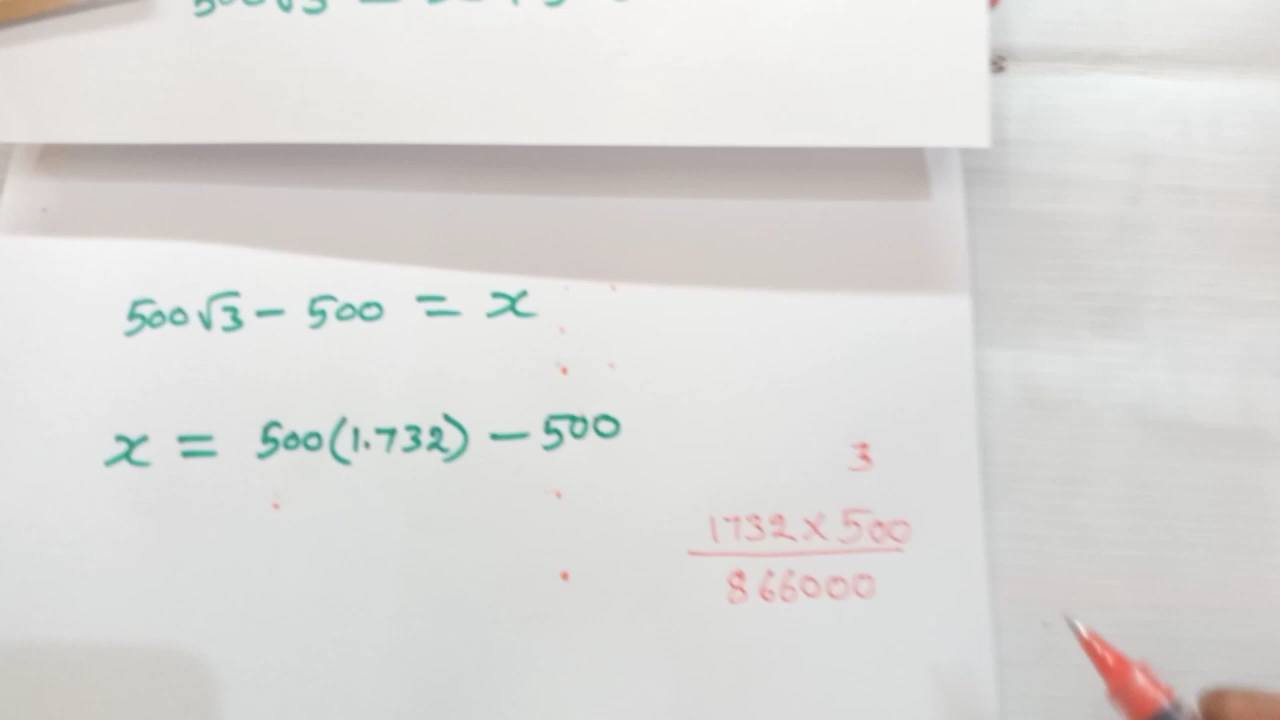 500√3 – 500 = x
x = 500(1.732) – 500
3
1732 × 500
866000